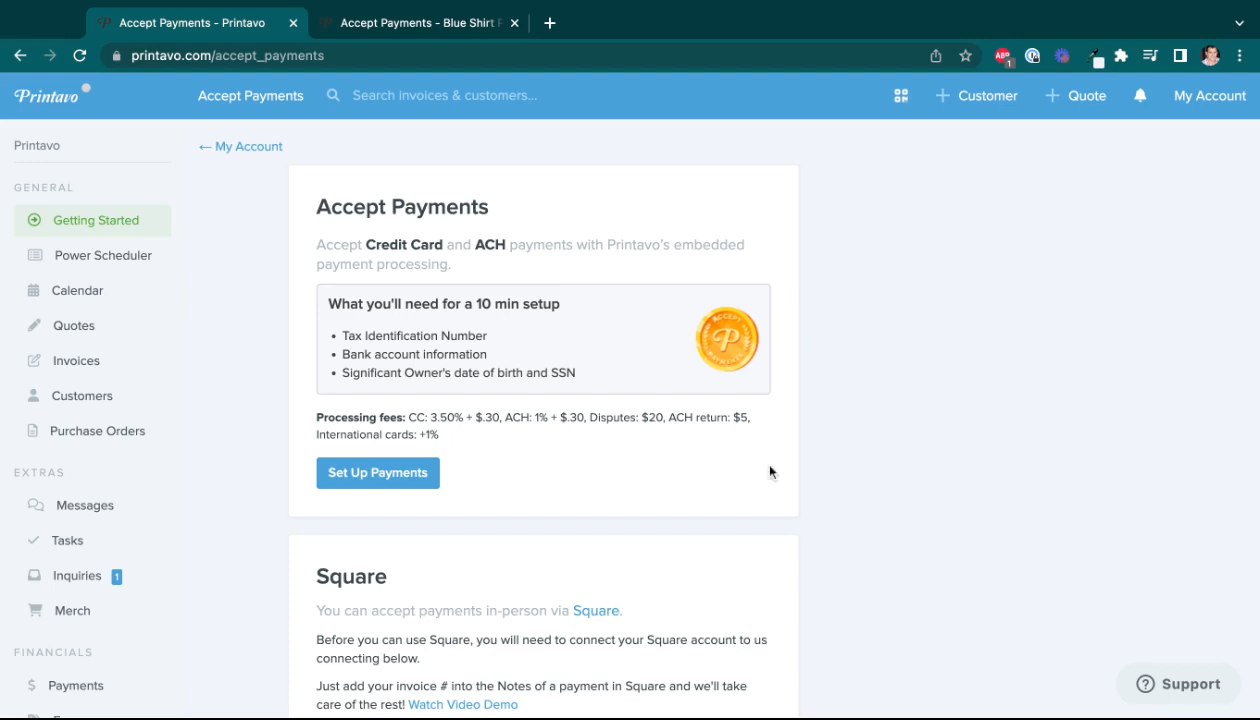 Accept Payments - Printavo
Accept Payments - Blue Shirt
printavo.com/accept_payments
ABP
1
Printavo
Accept Payments
Search invoices & customers...
Customer
Quote
My Account
Printavo
← My Account
GENERAL
Getting Started
Power Scheduler
Calendar
Quotes
Invoices
Customers
Purchase Orders
EXTRAS
Messages
Tasks
Inquiries 1
Merch
FINANCIALS
Payments
Accept Payments
Accept Credit Card and ACH payments with Printavo's embedded
payment processing.
What you'll need for a 10 min setup
• Tax Identification Number
• Bank account information
• Significant Owner's date of birth and SSN
ACCEPT
P
PAYMENTS
Processing fees: CC: 3.50% + $.30, ACH: 1% + $.30, Disputes: $20, ACH return: $5,
International cards: +1%
Set Up Payments
Square
You can accept payments in-person via Square.
Before you can use Square, you will need to connect your Square account to us
connecting below.
Just add your invoice # into the Notes of a payment in Square and we'll take
care of the rest! Watch Video Demo
Support